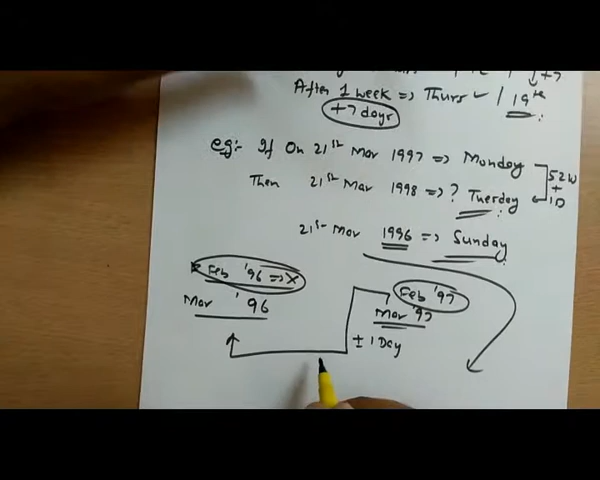 After 1 week => Thurs / 19th
+7 days
eg:- If On 21st Mar 1997 => Monday
52W
+
1D
Then 21st Mar 1998 => ? Tuesday
21st Mar 1996 => Sunday
Feb '96 => X
Mar '96
Feb '97
Mar '97
± 1 Day